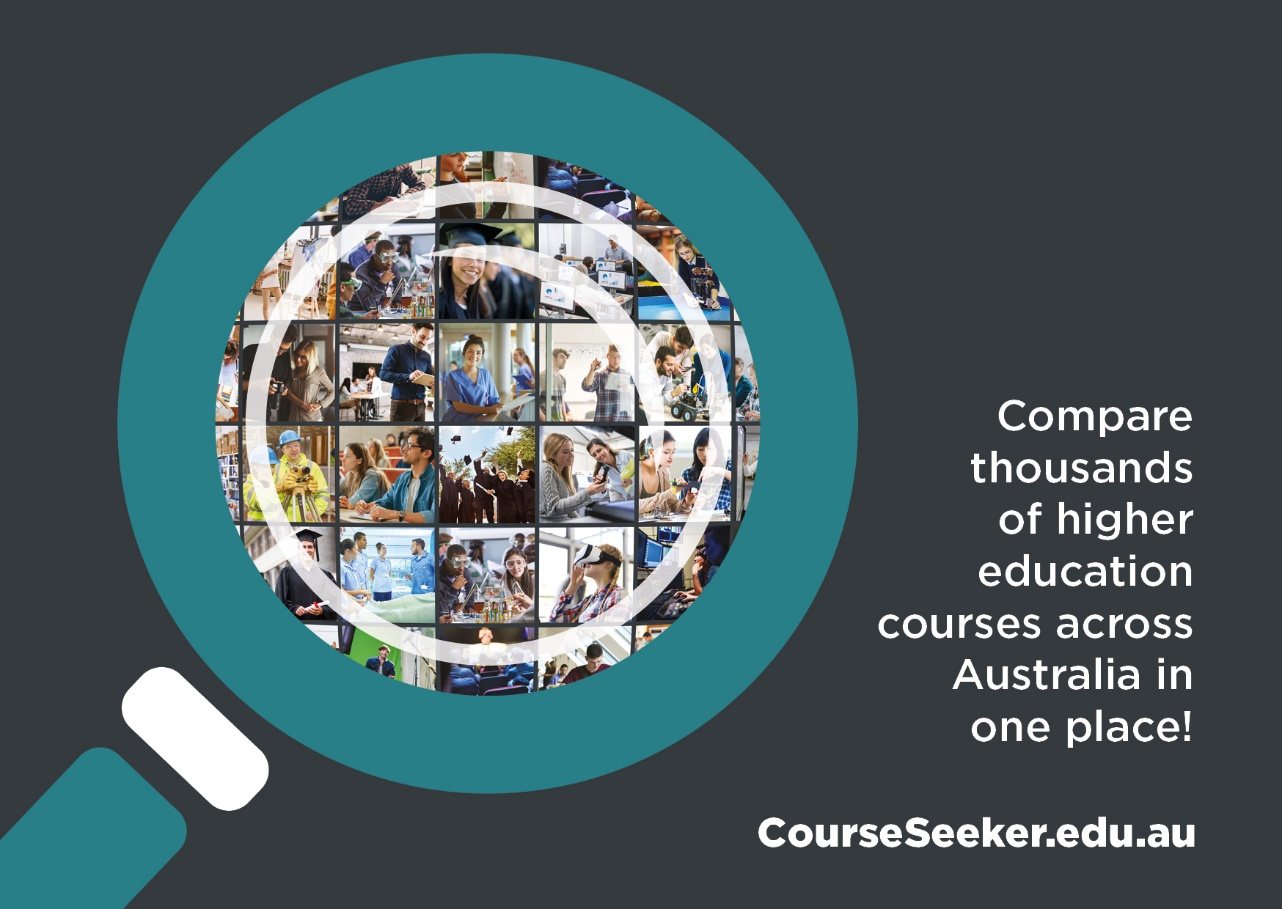 Compare
thousands
of higher
education
courses across
Australia in
one place!
CourseSeeker.edu.au